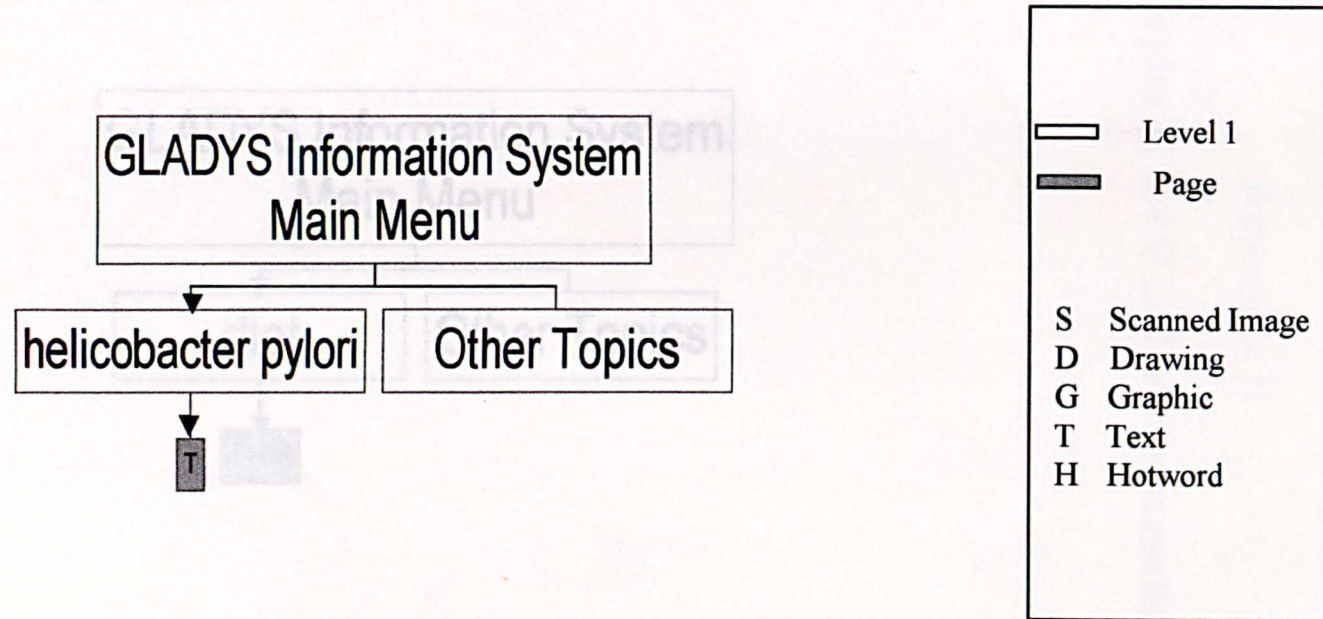 GLADYS Information System
Main Menu
helicobacter pylori
Other Topics
T
Level 1
Page
S Scanned Image
D Drawing
G Graphic
T Text
H Hotword